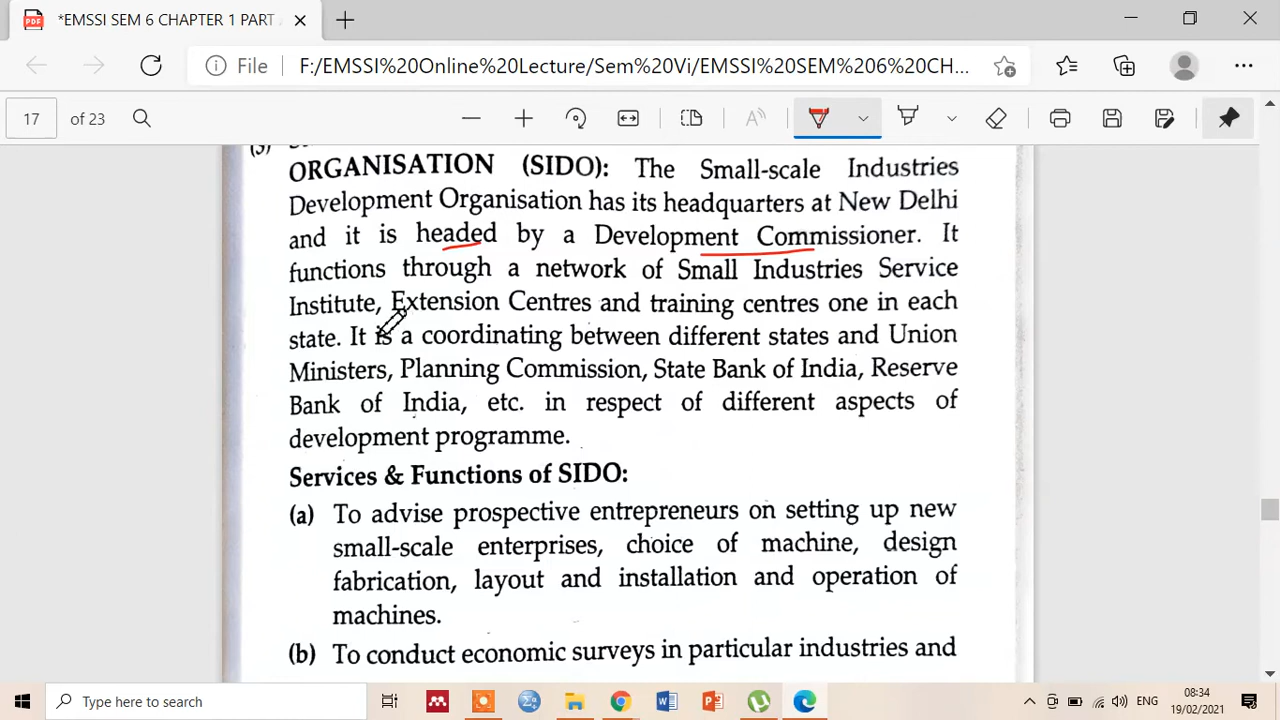 *EMSSI SEM 6 CHAPTER 1 PART
File F:/EMSSI%20Online%20Lecture/Sem%20Vi/EMSSI%20SEM%206%20CH...
17 of 23
ORGANISATION (SIDO): The Small-scale Industries
Development Organisation has its headquarters at New Delhi
and it is headed by a Development Commissioner. It
functions through a network of Small Industries Service
Institute, Extension Centres and training centres one in each
state. It is a coordinating between different states and Union
Ministers, Planning Commission, State Bank of India, Reserve
Bank of India, etc. in respect of different aspects of
development programme.
Services & Functions of SIDO:
(a) To advise prospective entrepreneurs on setting up new
small-scale enterprises, choice of machine, design
fabrication, layout and installation and operation of
machines.
(b) To conduct economic surveys in particular industries and
Type here to search
ENG
08:34
19/02/2021